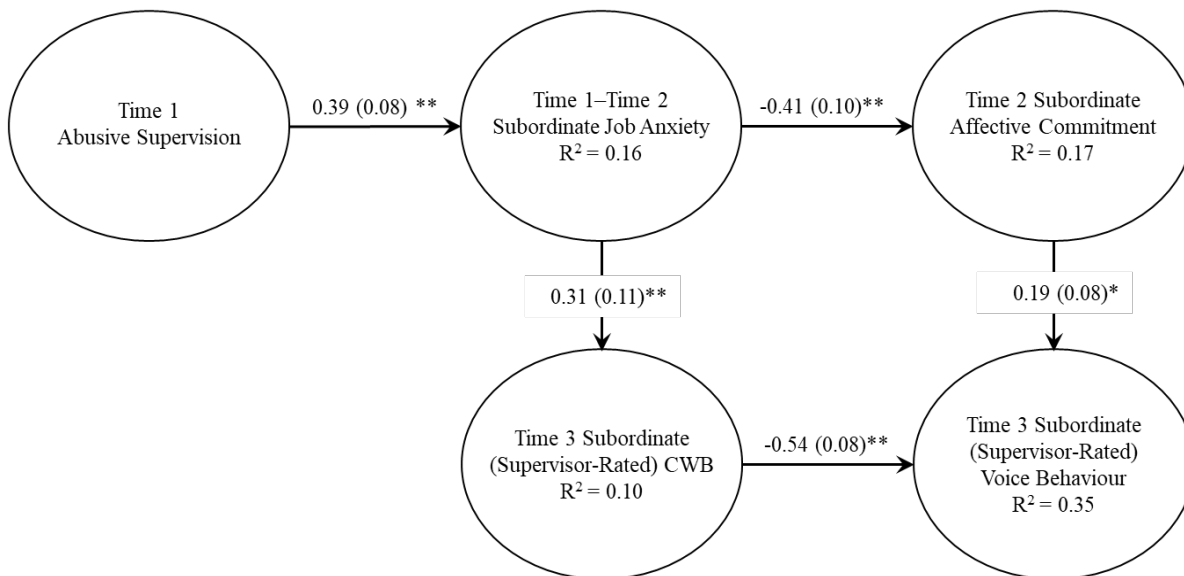 Time 1
Abusive Supervision
0.39 (0.08) **
Time 1–Time 2
Subordinate Job Anxiety
R² = 0.16
-0.41 (0.10)**
Time 2 Subordinate
Affective Commitment
R² = 0.17
0.31 (0.11)**
0.19 (0.08)*
Time 3 Subordinate
(Supervisor-Rated) CWB
R² = 0.10
-0.54 (0.08)**
Time 3 Subordinate
(Supervisor-Rated)
Voice Behaviour
R² = 0.35